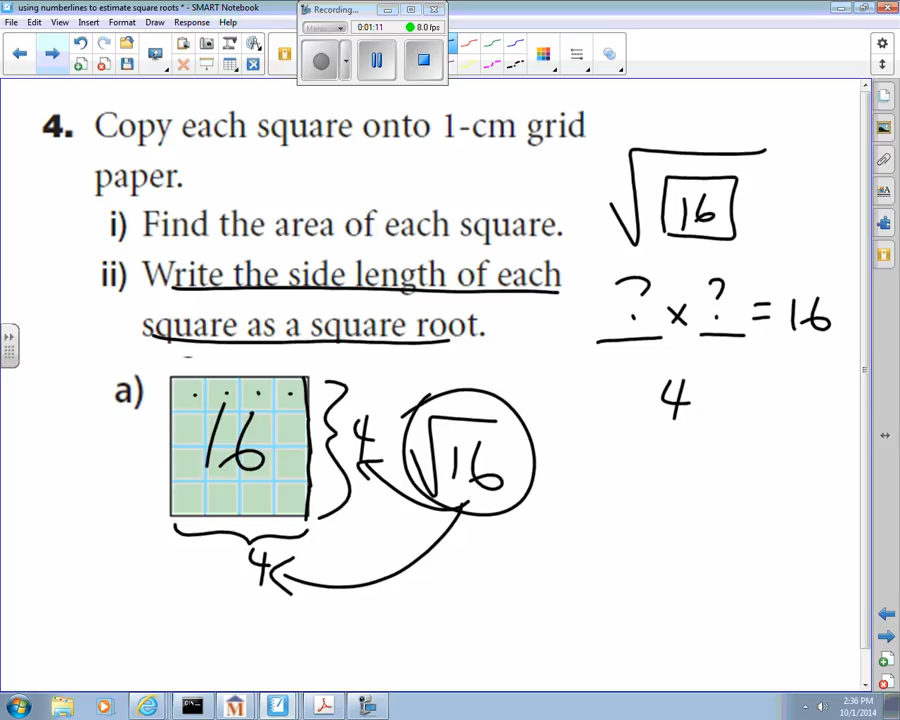 using numberlines to estimate square roots * - SMART Notebook
Recording...
File Edit View Insert Format Draw Response Help
Menu
0:01:11
8.0 fps
4. Copy each square onto 1-cm grid
paper.
i) Find the area of each square.
ii) Write the side length of each
square as a square root.
√16
? x ? = 16
4
a)
16
4
√16
4
2:36 PM
10/1/2014